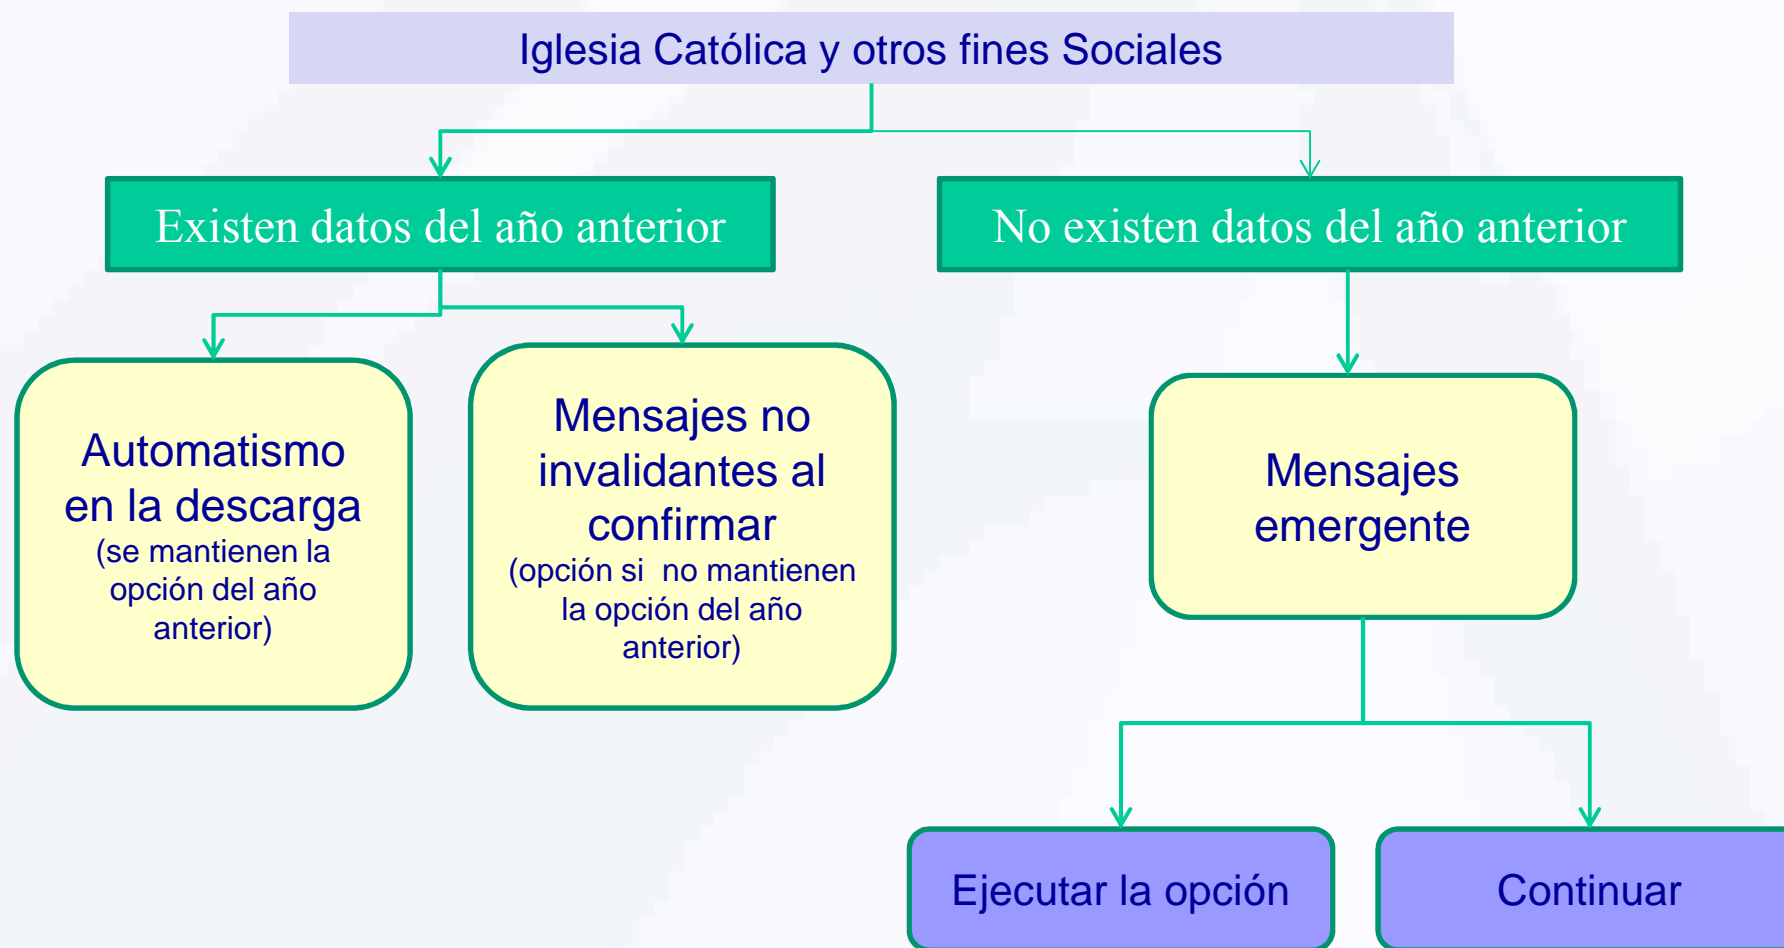 Iglesia Católica y otros fines Sociales
Existen datos del año anterior
No existen datos del año anterior
Automatismo
en la descarga
(se mantienen la
opción del año
anterior)
Mensajes no
invalidantes al
confirmar
(opción si no mantienen
la opción del año
anterior)
Mensajes
emergente
Ejecutar la opción
Continuar